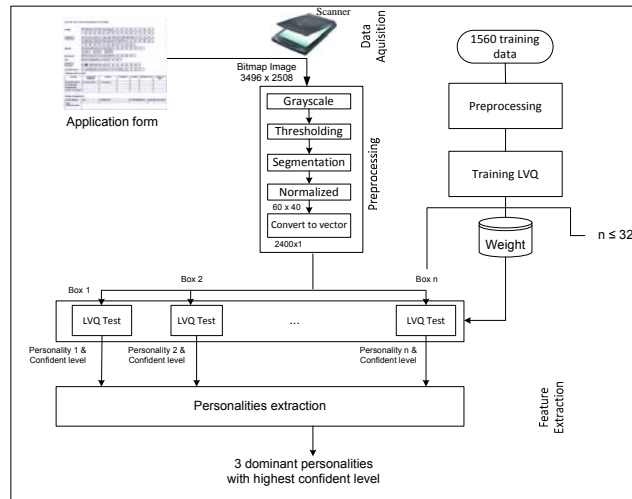 Scanner
Data
Acquisition
Bitmap Image
3496 x 2508
Application form
Grayscale
Thresholding
Segmentation
Normalized
60 x 40
Convert to vector
2400x1
Preprocessing
1560 training
data
Preprocessing
Training LVQ
Weight
n ≤ 32
Box 1
Box 2
Box n
LVQ Test
LVQ Test
...
LVQ Test
Personality 1 &
Confident level
Personality 2 &
Confident level
Personality n &
Confident level
Personalities extraction
Feature
Extraction
3 dominant personalities
with highest confident level